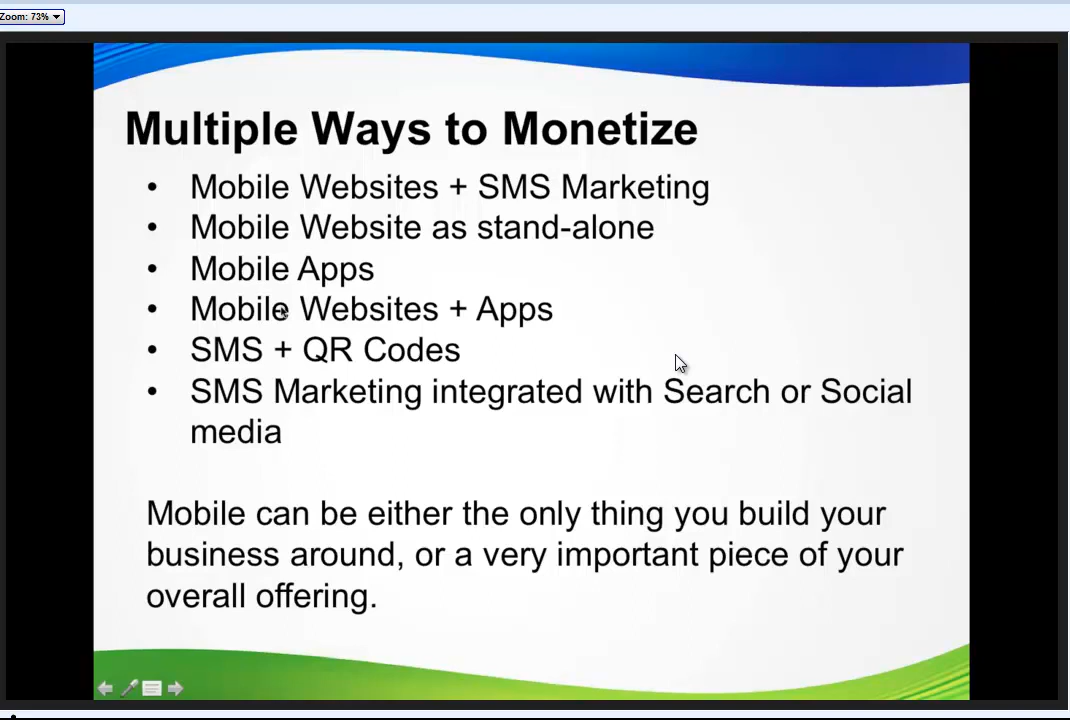 Zoom: 73%
Multiple Ways to Monetize
• Mobile Websites + SMS Marketing
• Mobile Website as stand-alone
• Mobile Apps
• Mobile Websites + Apps
• SMS + QR Codes
• SMS Marketing integrated with Search or Social
media
Mobile can be either the only thing you build your
business around, or a very important piece of your
overall offering.